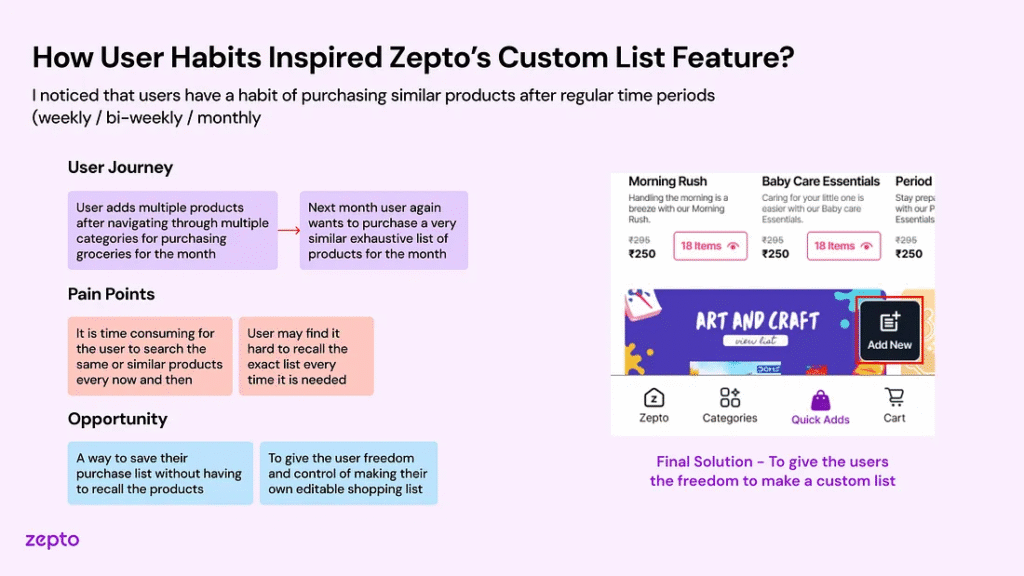 How User Habits Inspired Zepto's Custom List Feature?
I noticed that users have a habit of purchasing similar products after regular time periods
(weekly / bi-weekly / monthly
User Journey
User adds multiple products
after navigating through multiple
categories for purchasing
groceries for the month
Next month user again
wants to purchase a very
similar exhaustive list of
products for the month
Pain Points
It is time consuming for
the user to search the
same or similar products
every now and then
User may find it
hard to recall the
exact list every
time it is needed
Opportunity
A way to save their
purchase list without having
to recall the products
To give the user freedom
and control of making their
own editable shopping list
zepto
Morning Rush
Handling the morning is a
breeze with our Morning
Rush.
₹295
₹250
18 Items
Baby Care Essentials
Caring for your little one is
easier with our Baby care
Essentials.
₹295
₹250
18 Items
Period
Stay prep
with our P
Essentials
₹295
₹250
ART AND CRAFT
view list
Add New
Zepto
Categories
Quick Adds
Cart
Final Solution - To give the users
the freedom to make a custom list